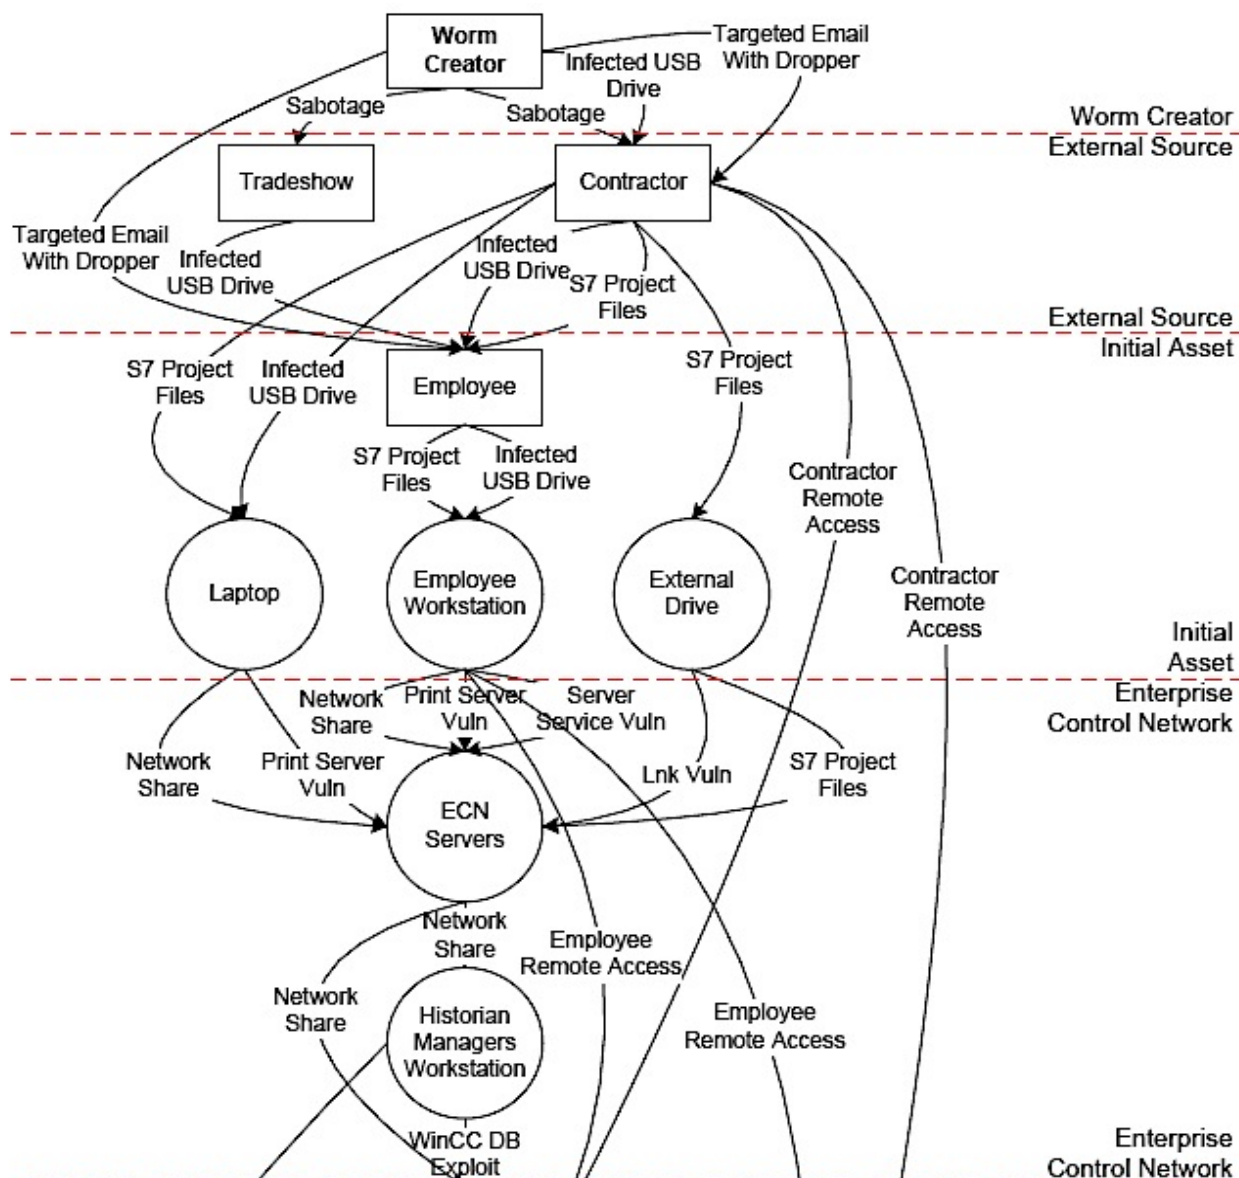 Worm
Creator
Targeted Email
With Dropper
Infected USB
Drive
Sabotage
Sabotage
Worm Creator
External Source
Tradeshow
Contractor
Targeted Email
With Dropper
Infected
USB Drive
Infected
USB Drive
S7 Project
Files
External Source
Initial Asset
S7 Project
Files
Infected
USB Drive
Employee
S7 Project
Files
S7 Project
Files
Infected
USB Drive
Contractor
Remote
Access
Laptop
Employee
Workstation
External
Drive
Contractor
Remote
Access
Initial
Asset
Enterprise
Control Network
Network
Share
Print Server
Vuln
Server
Service Vuln
Network
Share
Print Server
Vuln
Lnk Vuln
S7 Project
Files
ECN
Servers
Network
Share
Employee
Remote Access
Network
Share
Historian
Managers
Workstation
Employee
Remote Access
WinCC DB
Exploit
Enterprise
Control Network